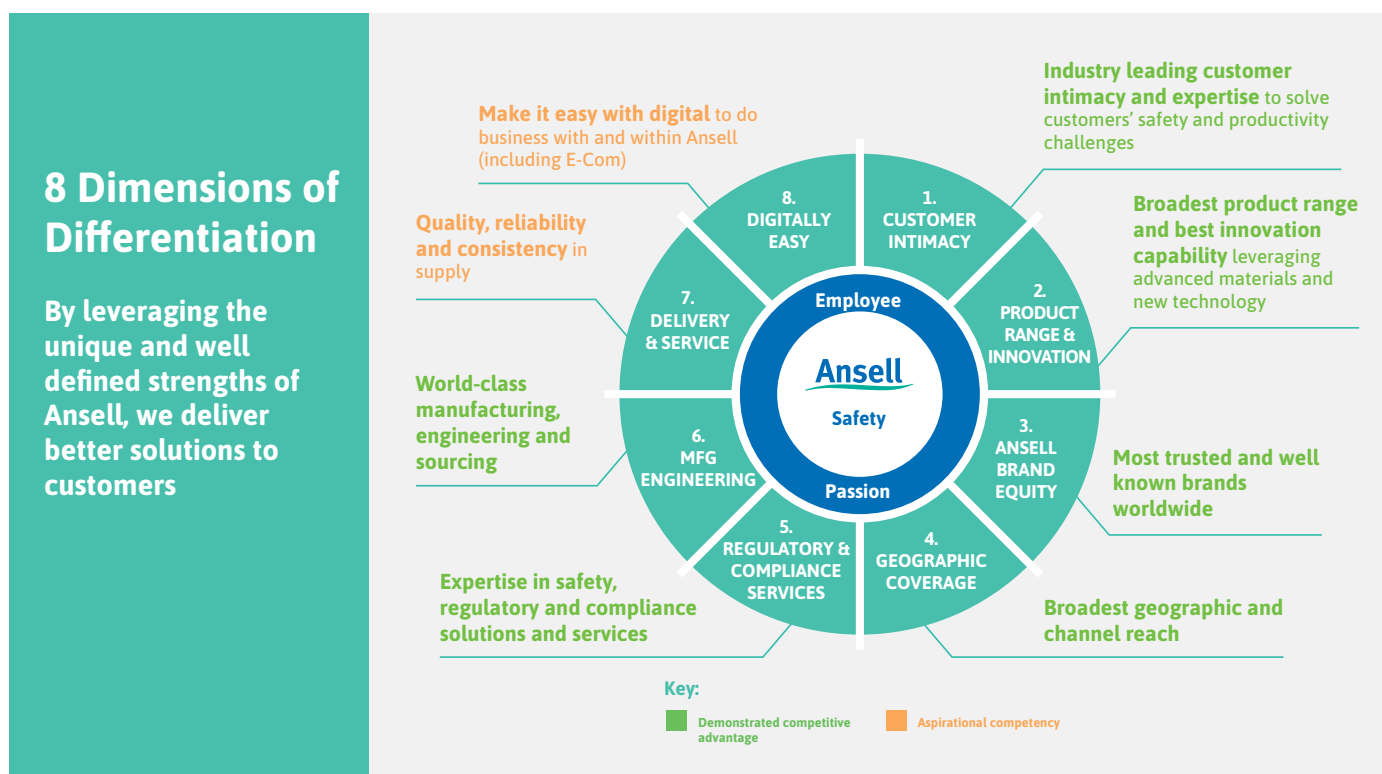 8 Dimensions of
Differentiation
By leveraging the
unique and well
defined strengths of
Ansell, we deliver
better solutions to
customers
Industry leading customer
intimacy and expertise to solve
customers' safety and productivity
challenges
Broadest product range
and best innovation
capability leveraging
advanced materials and
new technology
Most trusted and well
known brands
worldwide
Broadest geographic and
channel reach
Expertise in safety,
regulatory and compliance
solutions and services
World-class
manufacturing,
engineering and
sourcing
Quality, reliability
and consistency in
supply
Make it easy with digital to do
business with and within Ansell
(including E-Com)
1.
CUSTOMER
INTIMACY
2.
PRODUCT
RANGE &
INNOVATION
3.
ANSELL
BRAND
EQUITY
4.
GEOGRAPHIC
COVERAGE
5.
REGULATORY &
COMPLIANCE
SERVICES
6.
MFG
ENGINEERING
7.
DELIVERY
& SERVICE
8.
DIGITALLY
EASY
Employee
Ansell
Safety
Passion
Key:
Demonstrated competitive
advantage
Aspirational competency